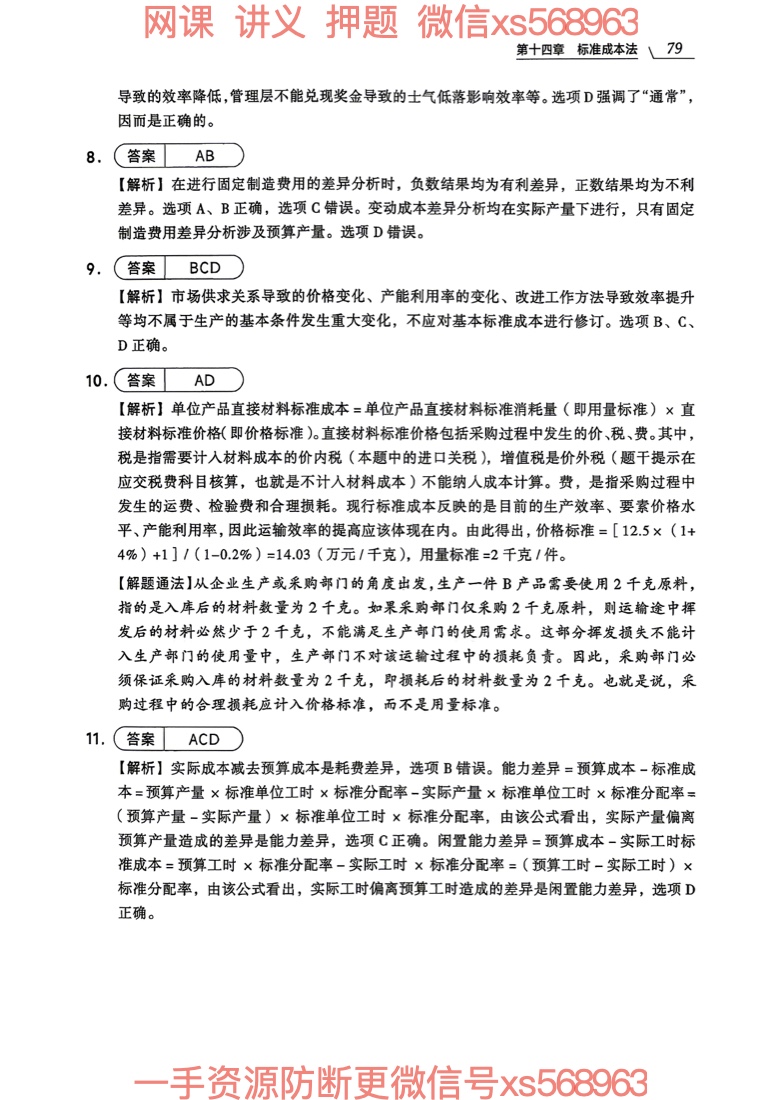 网课 讲义 押题 微信xs568963
第十四章 标准成本法 79
导致的效率降低，管理层不能兑现奖金导致的士气低落影响效率等。选项 D 强调了“通常”，
因而是正确的。
8. 答案 AB
【解析】在进行固定制造费用的差异分析时，负数结果均为有利差异，正数结果均为不利
差异。选项 A、B 正确，选项 C 错误。变动成本差异分析均在实际产量下进行，只有固定
制造费用差异分析涉及预算产量。选项 D 错误。
9. 答案 BCD
【解析】市场供求关系导致的价格变化、产能利用率的变化、改进工作方法导致效率提升
等均不属于生产的基本条件发生重大变化，不应对基本标准成本进行修订。选项 B、C、
D 正确。
10. 答案 AD
【解析】单位产品直接材料标准成本 = 单位产品直接材料标准消耗量（即用量标准）× 直
接材料标准价格（即价格标准）。直接材料标准价格包括采购过程中发生的价、税、费。其中，
税是指需要计入材料成本的价内税（本题中的进口关税），增值税是价外税（题干提示在
应交税费科目核算，也就是不计入材料成本）不能纳入成本计算。费，是指采购过程中
发生的运费、检验费和合理损耗。现行标准成本反映的是目前的生产效率、要素价格水
平、产能利用率，因此运输效率的提高应该体现在内。由此得出，价格标准 = [ 12.5 ×（1+
4%）+1 ] /（1-0.2%）=14.03（万元 / 千克），用量标准 =2 千克 / 件。
【解题通法】从企业生产或采购部门的角度出发，生产一件 B 产品需要使用 2 千克原料，
指的是入库后的材料数量为 2 千克。如果采购部门仅采购 2 千克原料，则运输途中挥
发后的材料必然少于 2 千克，不能满足生产部门的使用需求。这部分挥发损失不能计
入生产部门的使用量中，生产部门不对该运输过程中的损耗负责。因此，采购部门必
须保证采购入库的材料数量为 2 千克，即损耗后的材料数量为 2 千克。也就是说，采
购过程中的合理损耗应计入价格标准，而不是用量标准。
11. 答案 ACD
【解析】实际成本减去预算成本是耗费差异，选项 B 错误。能力差异 = 预算成本 - 标准成
本 = 预算产量 × 标准单位工时 × 标准分配率 - 实际产量 × 标准单位工时 × 标准分配率 =
（预算产量 - 实际产量）× 标准单位工时 × 标准分配率，由该公式看出，实际产量偏离
预算产量造成的差异是能力差异，选项 C 正确。闲置能力差异 = 预算成本 - 实际工时标
准成本 = 预算工时 × 标准分配率 - 实际工时 × 标准分配率 =（预算工时 - 实际工时）×
标准分配率，由该公式看出，实际工时偏离预算工时造成的差异是闲置能力差异，选项 D
正确。
一手资源防断更微信号xs568963